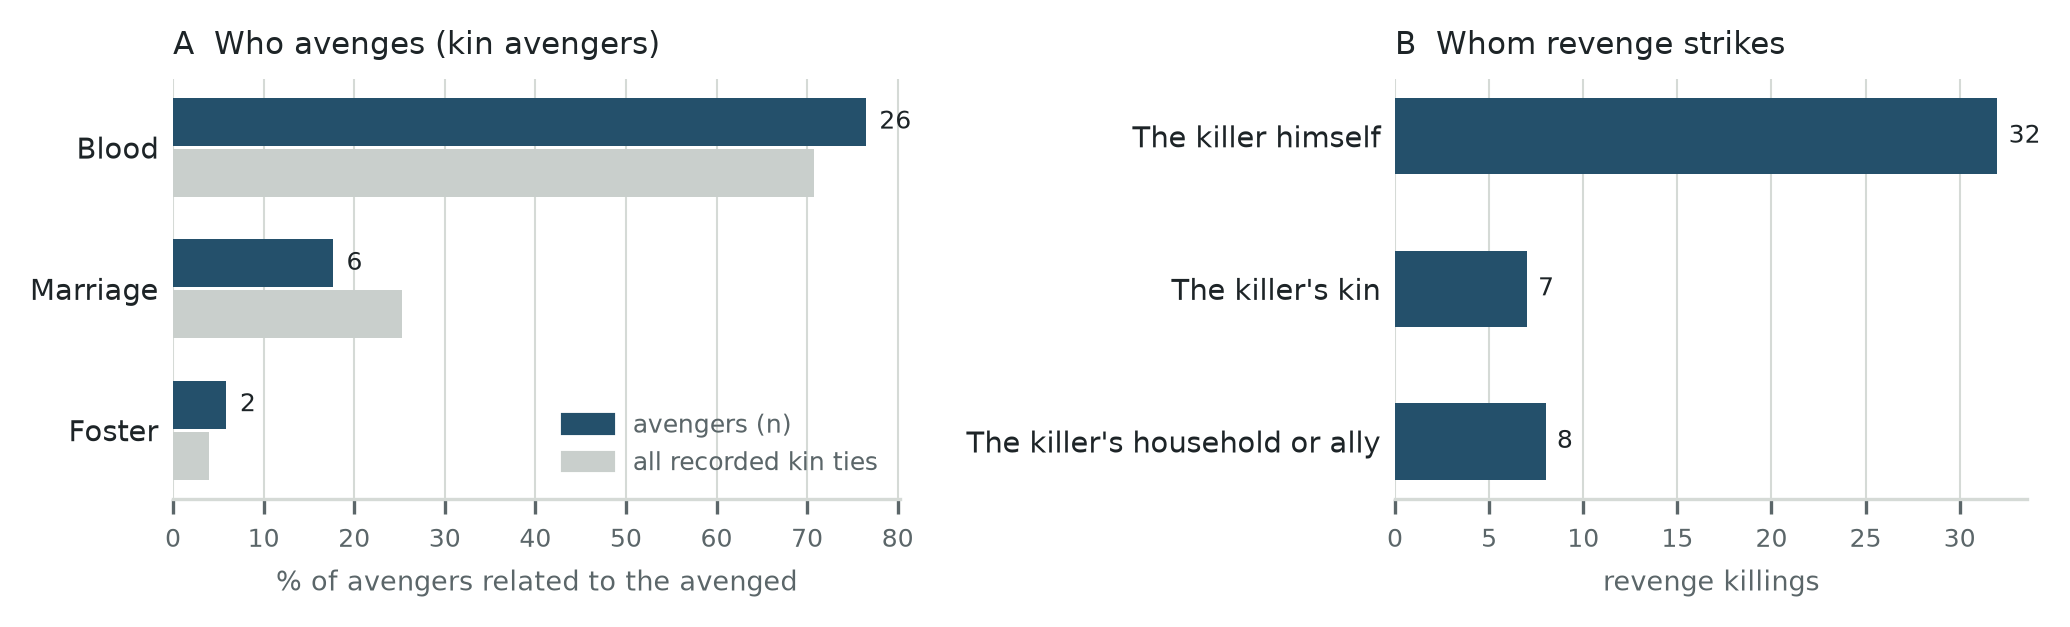 A  Who avenges (kin avengers)
Blood
26
Marriage
6
Foster
2
avengers (n)
all recorded kin ties
0 10 20 30 40 50 60 70 80
% of avengers related to the avenged
B  Whom revenge strikes
The killer himself
32
The killer's kin
7
The killer's household or ally
8
0 5 10 15 20 25 30
revenge killings